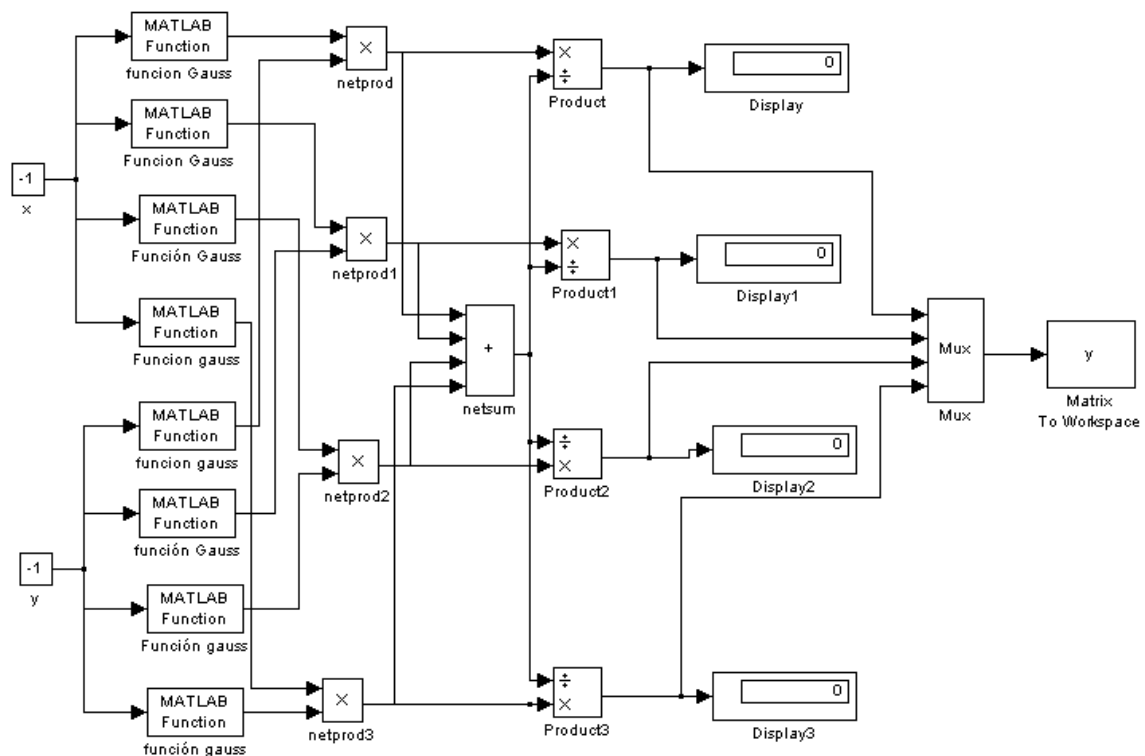 MATLAB
Function
funcion Gauss
×
netprod
×
÷
Product
0
Display
MATLAB
Function
Funcion Gauss
-1
x
MATLAB
Function
Función Gauss
×
netprod1
×
÷
Product1
0
Display1
MATLAB
Function
Funcion gauss
+
netsum
Mux
Mux
y
Matrix
To Workspace
MATLAB
Function
funcion gauss
×
netprod2
÷
×
Product2
0
Display2
MATLAB
Function
función Gauss
-1
y
MATLAB
Function
Función gauss
MATLAB
Function
función gauss
×
netprod3
÷
×
Product3
0
Display3